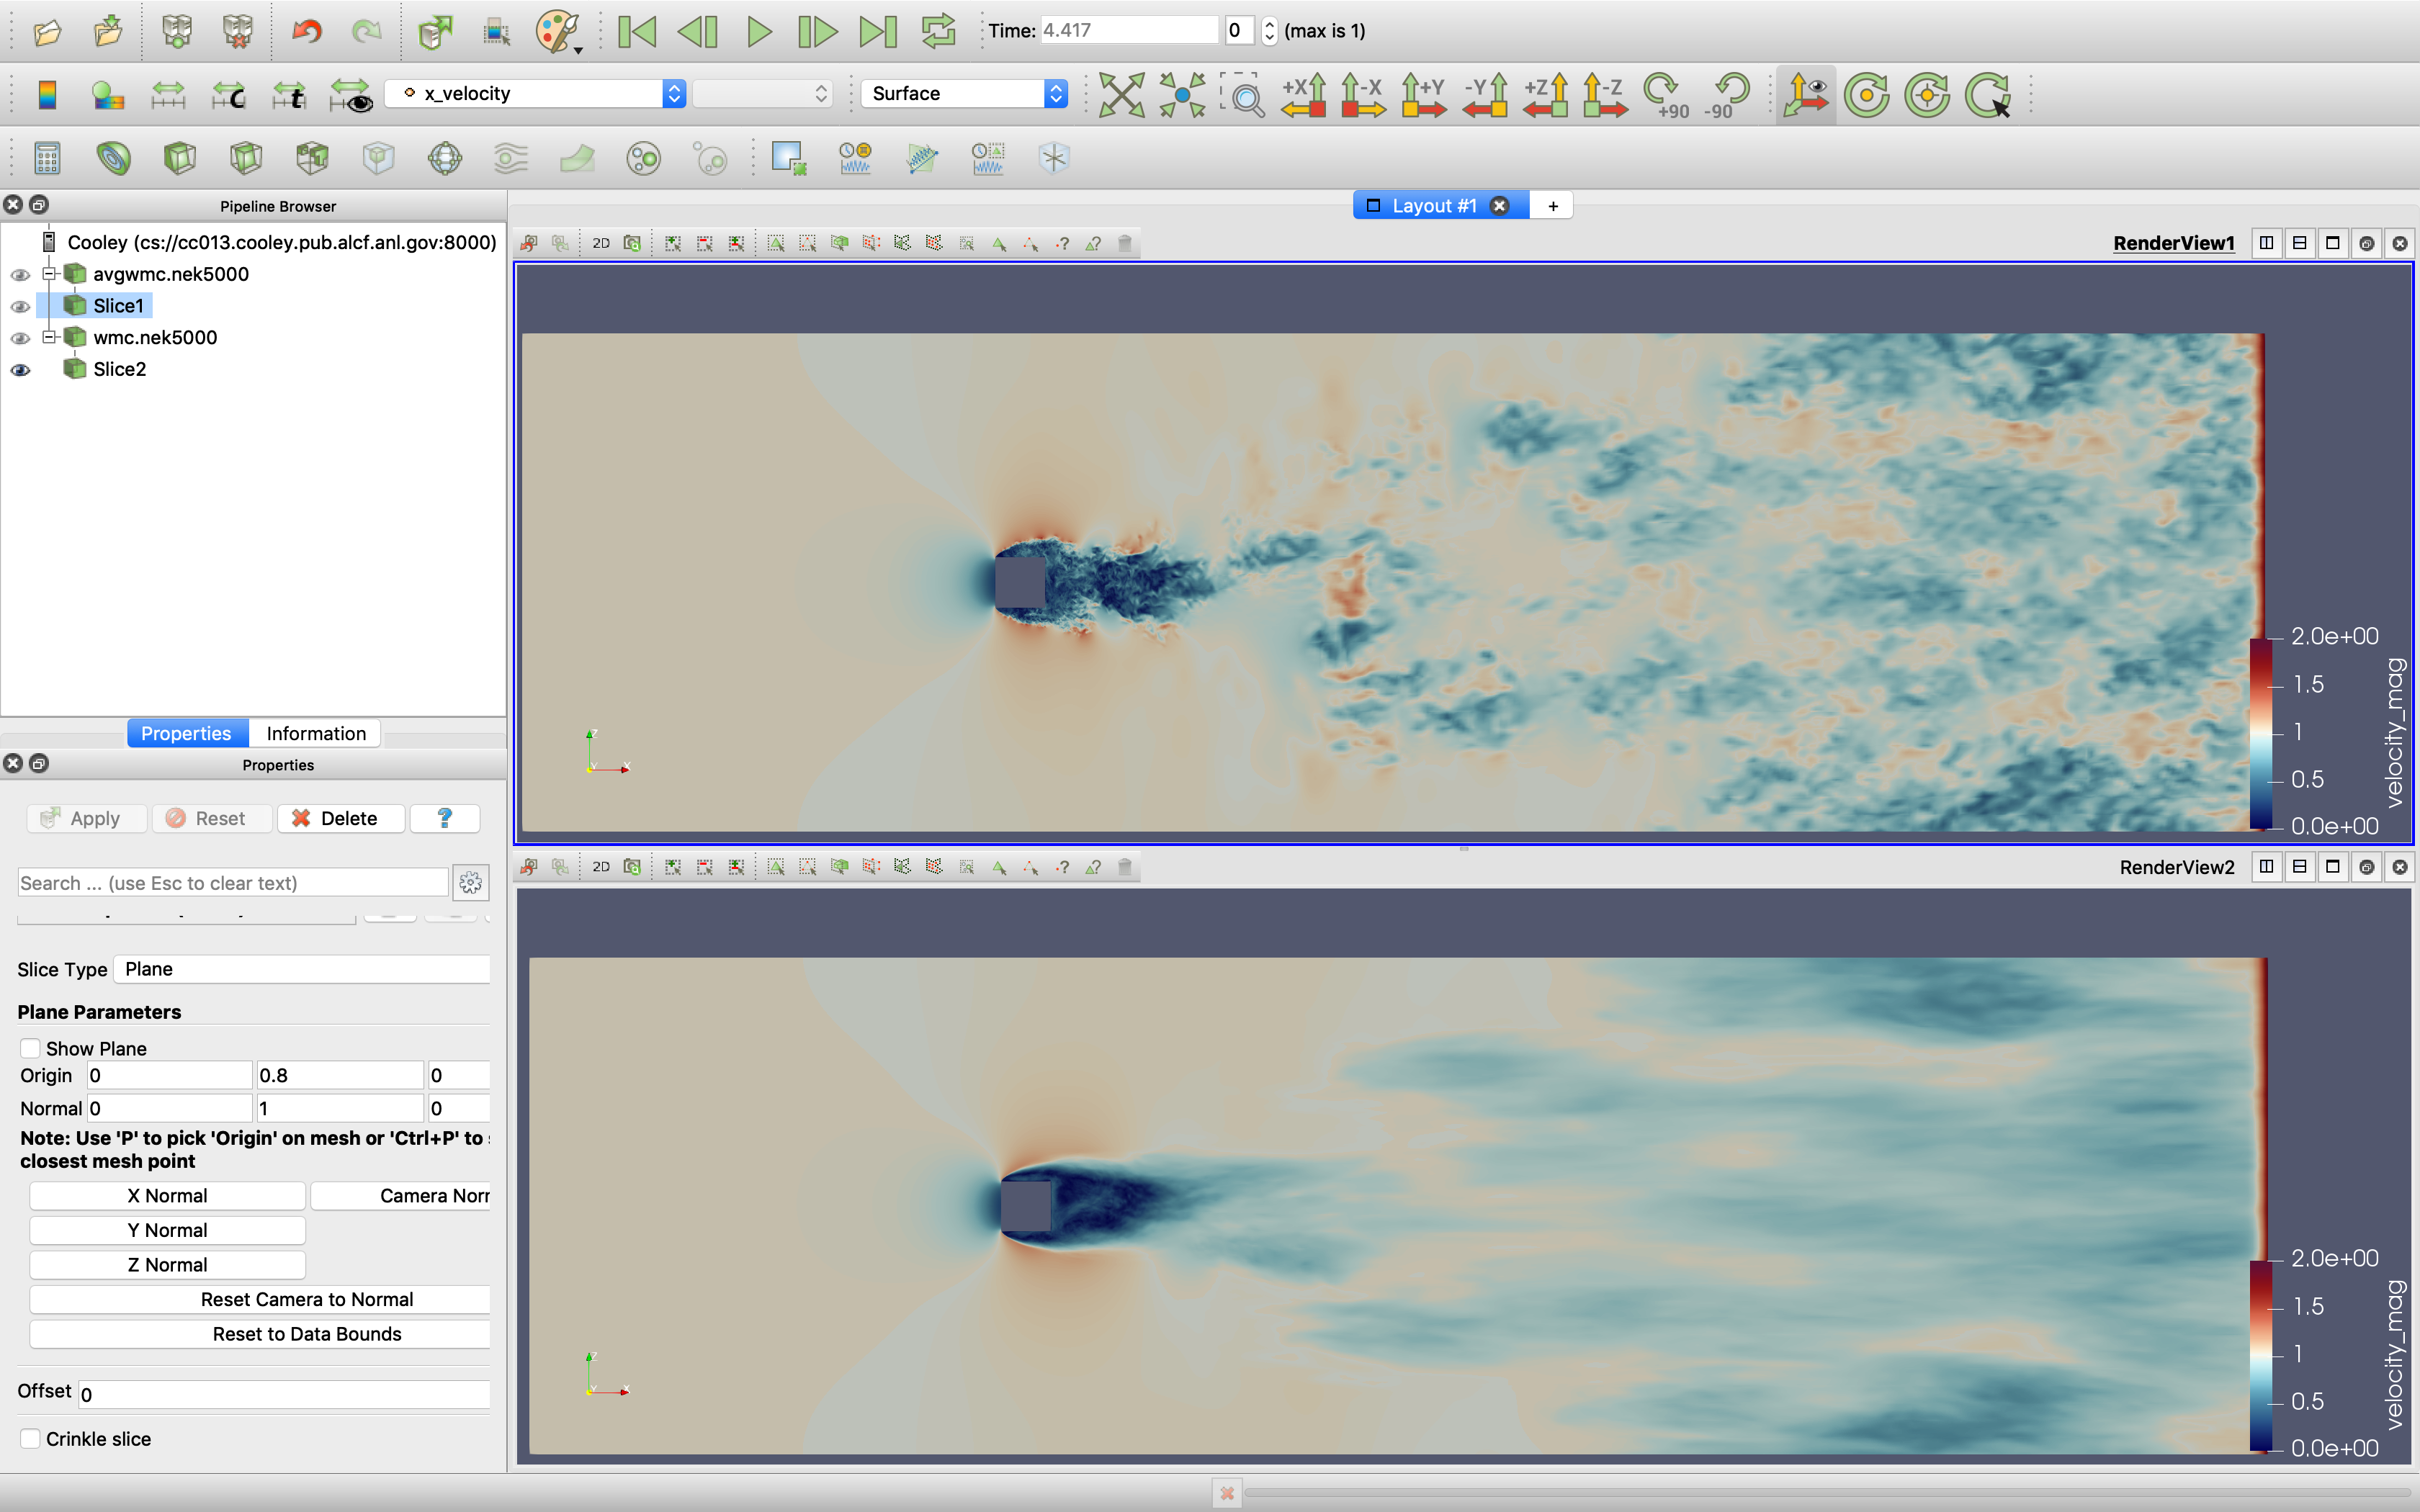 Time: 4.417 0 (max is 1)
x_velocity Surface +X -X +Y -Y +Z -Z +90 -90
Pipeline Browser
Layout #1 +
Cooley (cs://cc013.cooley.pub.alcf.anl.gov:8000)
avgwmc.nek5000
Slice1
wmc.nek5000
Slice2
2D
RenderView1
2.0e+00
1.5
1
0.5
0.0e+00
velocity_mag
Properties Information
Properties
Apply Reset Delete ?
Search ... (use Esc to clear text)
Slice Type Plane
Plane Parameters
Show Plane
Origin 0 0.8 0
Normal 0 1 0
Note: Use 'P' to pick 'Origin' on mesh or 'Ctrl+P' to
closest mesh point
X Normal Camera Nor
Y Normal
Z Normal
Reset Camera to Normal
Reset to Data Bounds
Offset 0
Crinkle slice
2D
RenderView2
2.0e+00
1.5
1
0.5
0.0e+00
velocity_mag